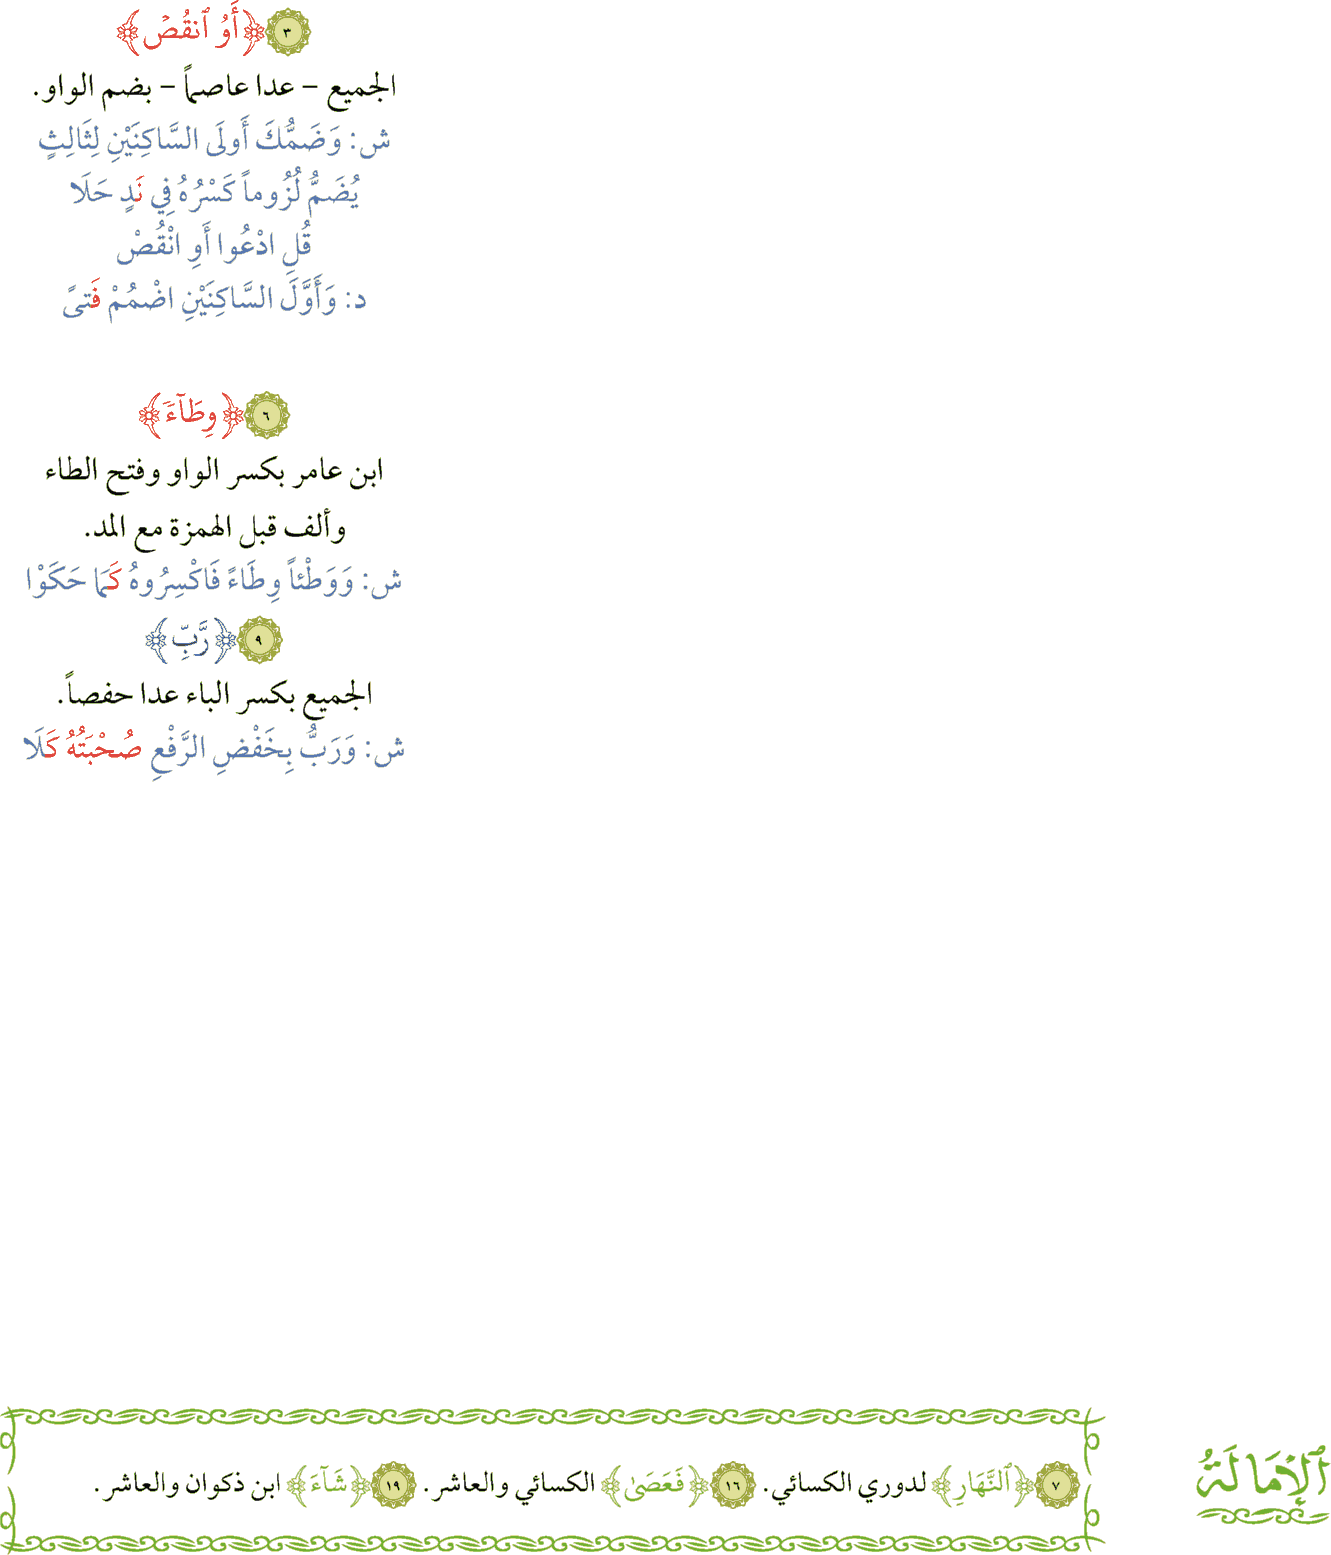 ٣ ﴿أَوُ ٱنقُصۡ﴾
الجميع – عدا عاصماً – بضم الواو.
ش: وَضَمُّكَ أَولَى السَّاكِنَيْنِ لِثَالِثٍ
يُضَمُّ لُزُوماً كَسْرُهُ فِي نَدٍ حَلَا
قُلِ ادْعُوا أَوِ انْقُصْ
د: وَأَوَّلَ السَّاكِنَيْنِ اضْمُمْ فَتىً
٦ ﴿وِطَآءٗ﴾
ابن عامر بكسر الواو وفتح الطاء
وألف قبل الهمزة مع المد.
ش: وَوَطْئاً وِطَاءً فَاكْسِرُوهُ كَمَا حَكَوْا
٩ ﴿رَّبِّ﴾
الجميع بكسر الباء عدا حفصاً.
ش: وَرَبُّ بِخَفْضِ الرَّفْعِ صُحْبَتُهُ كَلَا
ٱلْإِمَالَةُ
٧ ﴿ٱلنَّهَارِ﴾ لدوري الكسائي. ١٦ ﴿فَعَصَىٰ﴾ الكسائي والعاشر. ١٩ ﴿شَآءَ﴾ ابن ذكوان والعاشر.